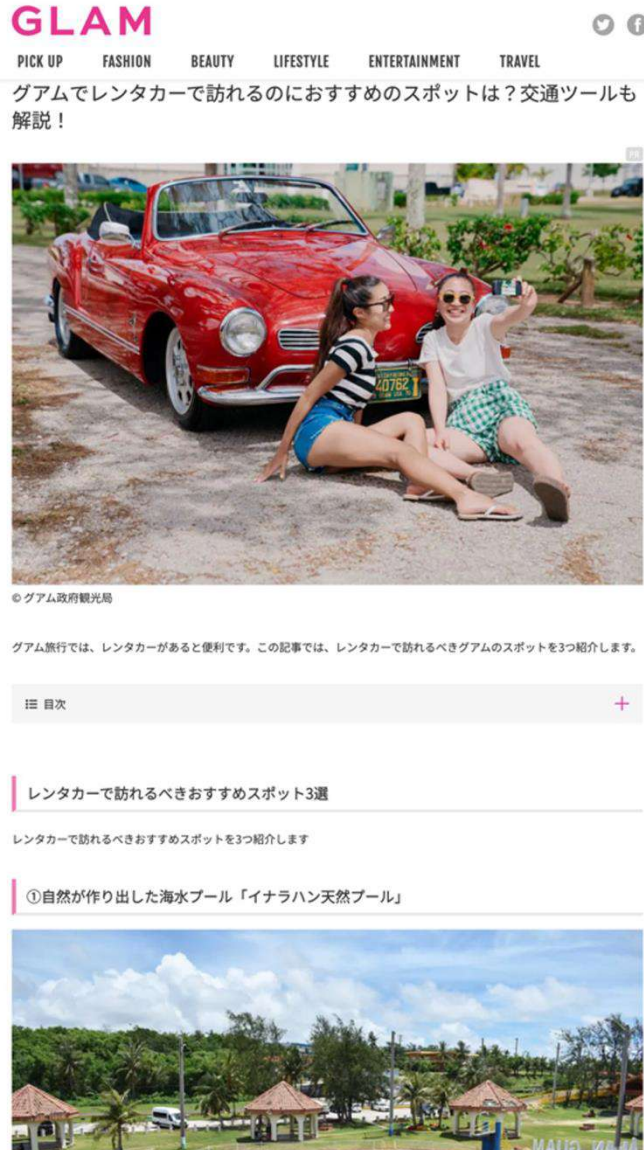 GLAM
PICK UP FASHION BEAUTY LIFESTYLE ENTERTAINMENT TRAVEL
グアムでレンタカーで訪れるのにおすすめのスポットは？交通ツールも
解説！
PR
40762
© グアム政府観光局
グアム旅行では、レンタカーがあると便利です。この記事では、レンタカーで訪れるべきグアムのスポットを3つ紹介します。
目次
レンタカーで訪れるべきおすすめスポット3選
レンタカーで訪れるべきおすすめスポットを3つ紹介します
①自然が作り出した海水プール「イナラハン天然プール」